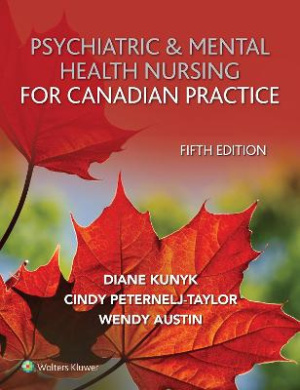 PSYCHIATRIC & MENTAL
HEALTH NURSING
FOR CANADIAN PRACTICE
FIFTH EDITION
DIANE KUNYK
CINDY PETERNELJ-TAYLOR
WENDY AUSTIN
Wolters Kluwer